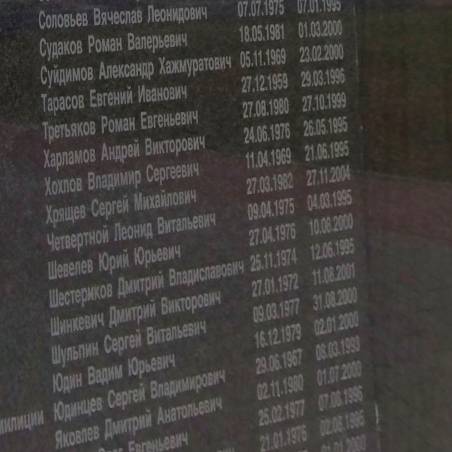 Соловьев Вячеслав Леонидович 07.07.1975 07.01.1995
Судаков Роман Валерьевич 18.05.1981 01.03.2000
Суйдимов Александр Хажмуратович 05.11.1969 23.02.2000
Тарасов Евгений Иванович 27.12.1959 29.03.1996
Третьяков Роман Евгеньевич 27.08.1980 27.10.1999
Харламов Андрей Викторович 24.06.1976 26.05.1995
Хохлов Владимир Сергеевич 11.04.1969 21.06.1995
Хрящев Сергей Михайлович 27.03.1982 27.11.2004
Четвертной Леонид Витальевич 09.04.1975 04.03.1995
Шевелев Юрий Юрьевич 27.04.1976 10.08.2000
Шестериков Дмитрий Владиславович 25.11.1974 12.06.1995
Шинкевич Дмитрий Викторович 27.01.1972 11.08.2001
Шульпин Сергей Витальевич 09.03.1977 31.08.2000
Юдин Вадим Юрьевич 16.12.1979 02.01.2000
милиции Юдинцев Сергей Владимирович 29.06.1967
Яковлев Дмитрий Анатольевич 02.11.1980 01.07.2000
Евгеньевич 25.02.1977 07.08.1996
21.01.1976 02.08.1996